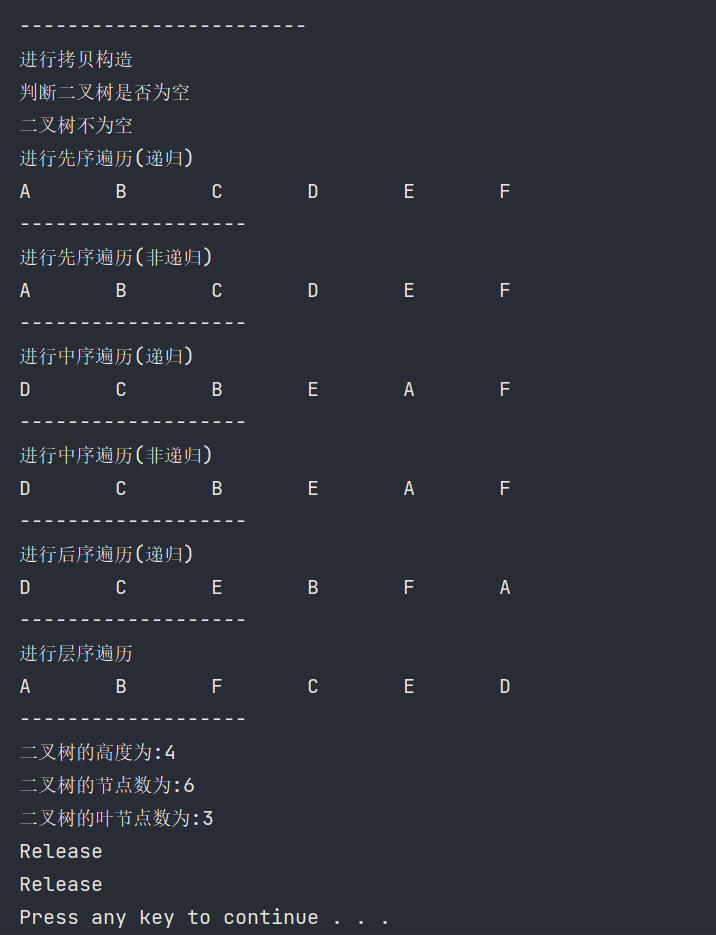 ------------------------
进行拷贝构造
判断二叉树是否为空
二叉树不为空
进行先序遍历(递归)
A B C D E F
-------------------
进行先序遍历(非递归)
A B C D E F
-------------------
进行中序遍历(递归)
D C B E A F
-------------------
进行中序遍历(非递归)
D C B E A F
-------------------
进行后序遍历(递归)
D C E B F A
-------------------
进行层序遍历
A B F C E D
-------------------
二叉树的高度为:4
二叉树的节点数为:6
二叉树的叶节点数为:3
Release
Release
Press any key to continue . . .